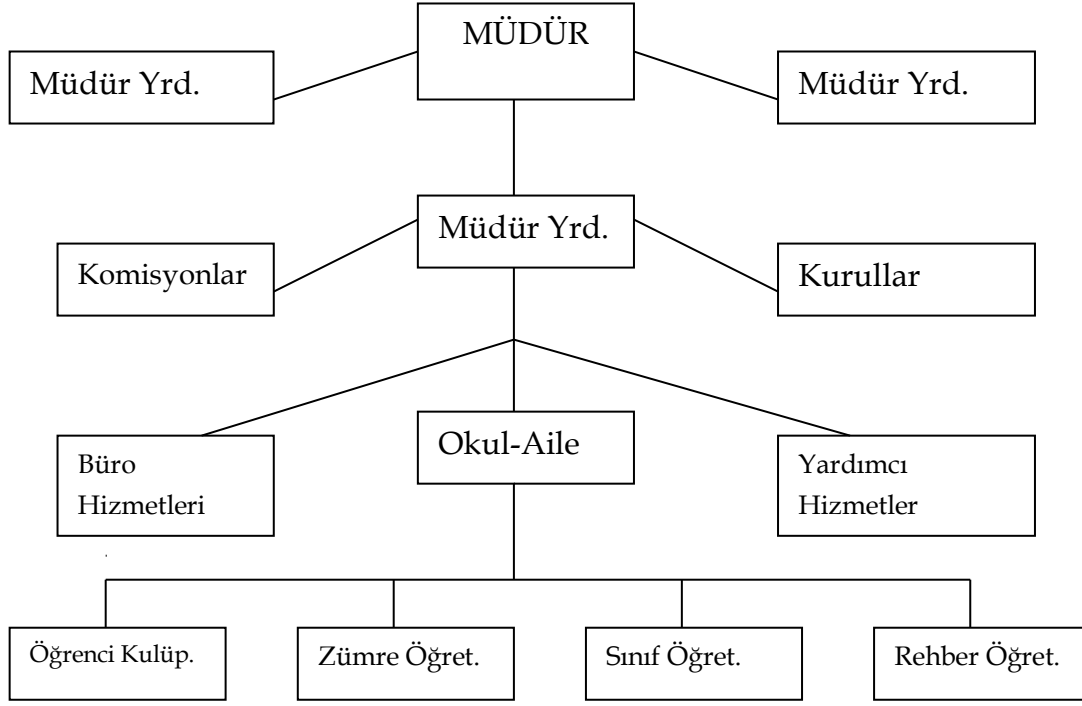 MÜDÜR
Müdür Yrd.
Müdür Yrd.
Müdür Yrd.
Komisyonlar
Kurullar
Okul-Aile
Büro
Hizmetleri
Yardımcı
Hizmetler
Öğrenci Kulüp.
Zümre Öğret.
Sınıf Öğret.
Rehber Öğret.